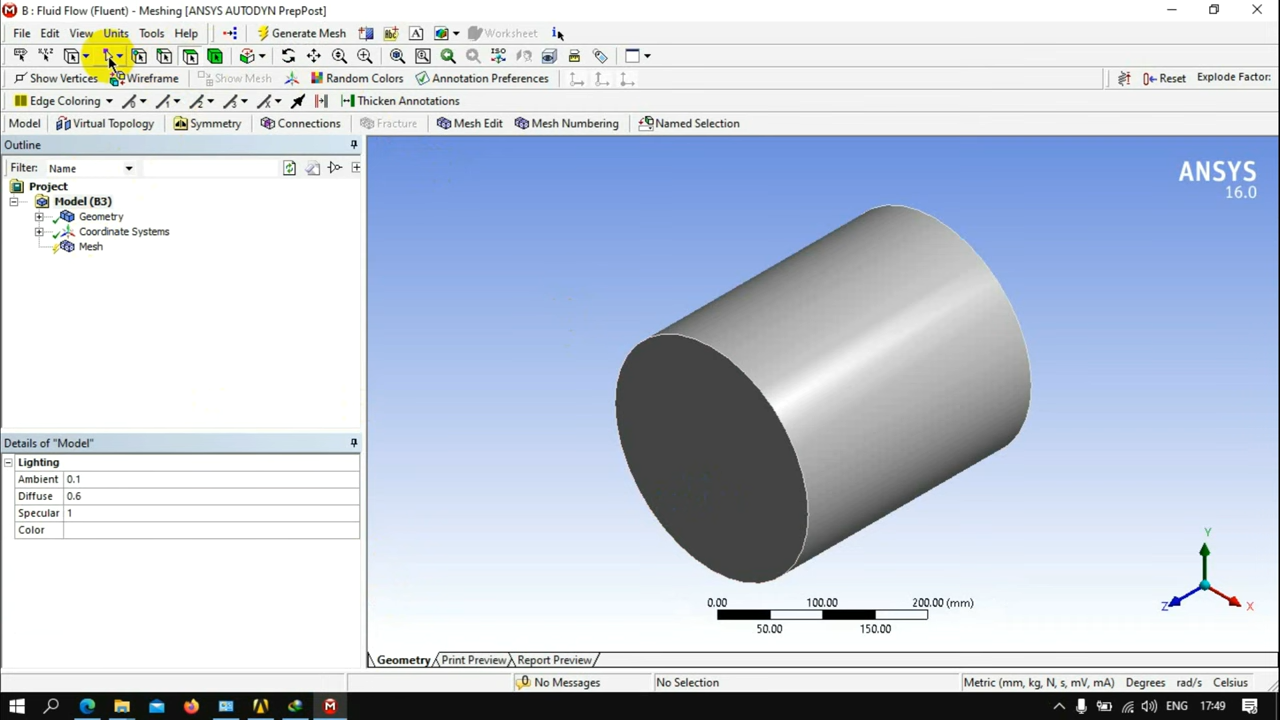 B : Fluid Flow (Fluent) - Meshing [ANSYS AUTODYN PrepPost]
File Edit View Units Tools Help Generate Mesh A Worksheet i
Show Vertices Wireframe Show Mesh Random Colors Annotation Preferences Reset Explode Factor:
Edge Coloring Thicken Annotations
Model Virtual Topology Symmetry Connections Fracture Mesh Edit Mesh Numbering Named Selection
Outline
Filter: Name
Project
Model (B3)
Geometry
Coordinate Systems
Mesh
ANSYS
16.0
Details of "Model"
Lighting
Ambient 0.1
Diffuse 0.6
Specular 1
Color
0.00 100.00 200.00 (mm)
50.00 150.00
Y
Z X
Geometry Print Preview Report Preview
No Messages No Selection Metric (mm, kg, N, s, mV, mA) Degrees rad/s Celsius
ENG 17:49